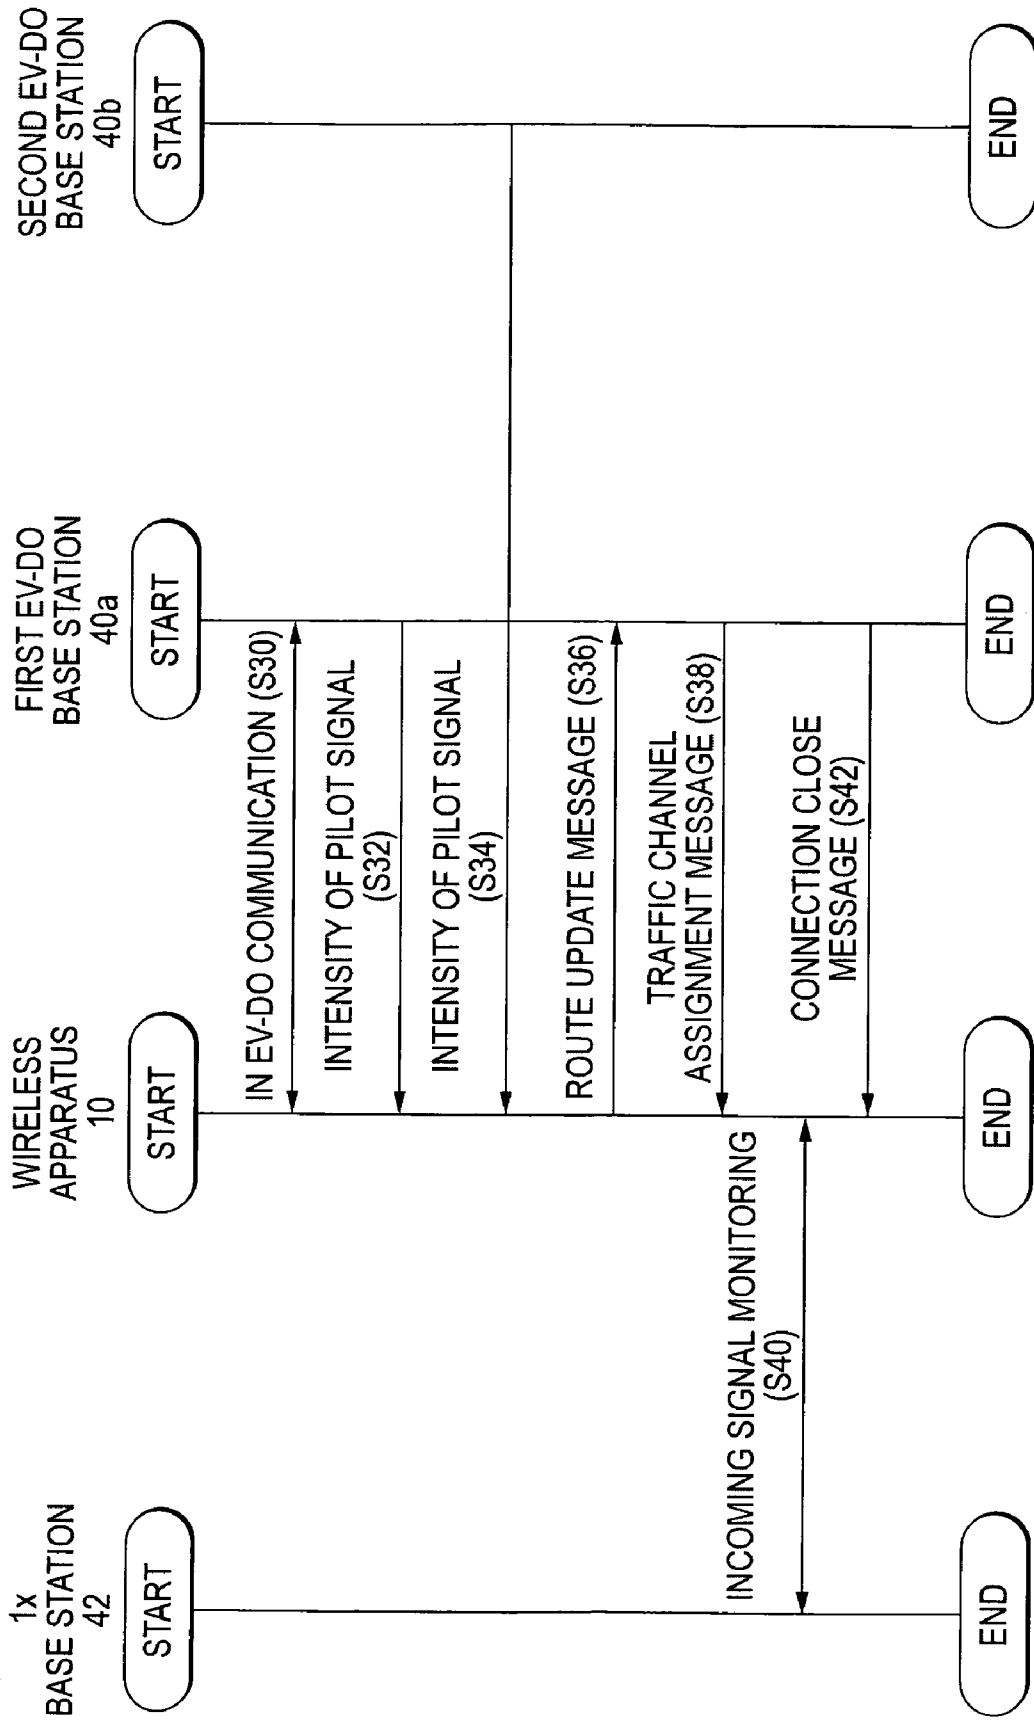 1x
BASE STATION
42
WIRELESS
APPARATUS
10
FIRST EV-DO
BASE STATION
40a
SECOND EV-DO
BASE STATION
40b
START
START
START
START
IN EV-DO COMMUNICATION (S30)
INTENSITY OF PILOT SIGNAL
(S32)
INTENSITY OF PILOT SIGNAL
(S34)
ROUTE UPDATE MESSAGE (S36)
TRAFFIC CHANNEL
ASSIGNMENT MESSAGE (S38)
INCOMING SIGNAL MONITORING
(S40)
CONNECTION CLOSE
MESSAGE (S42)
END
END
END
END